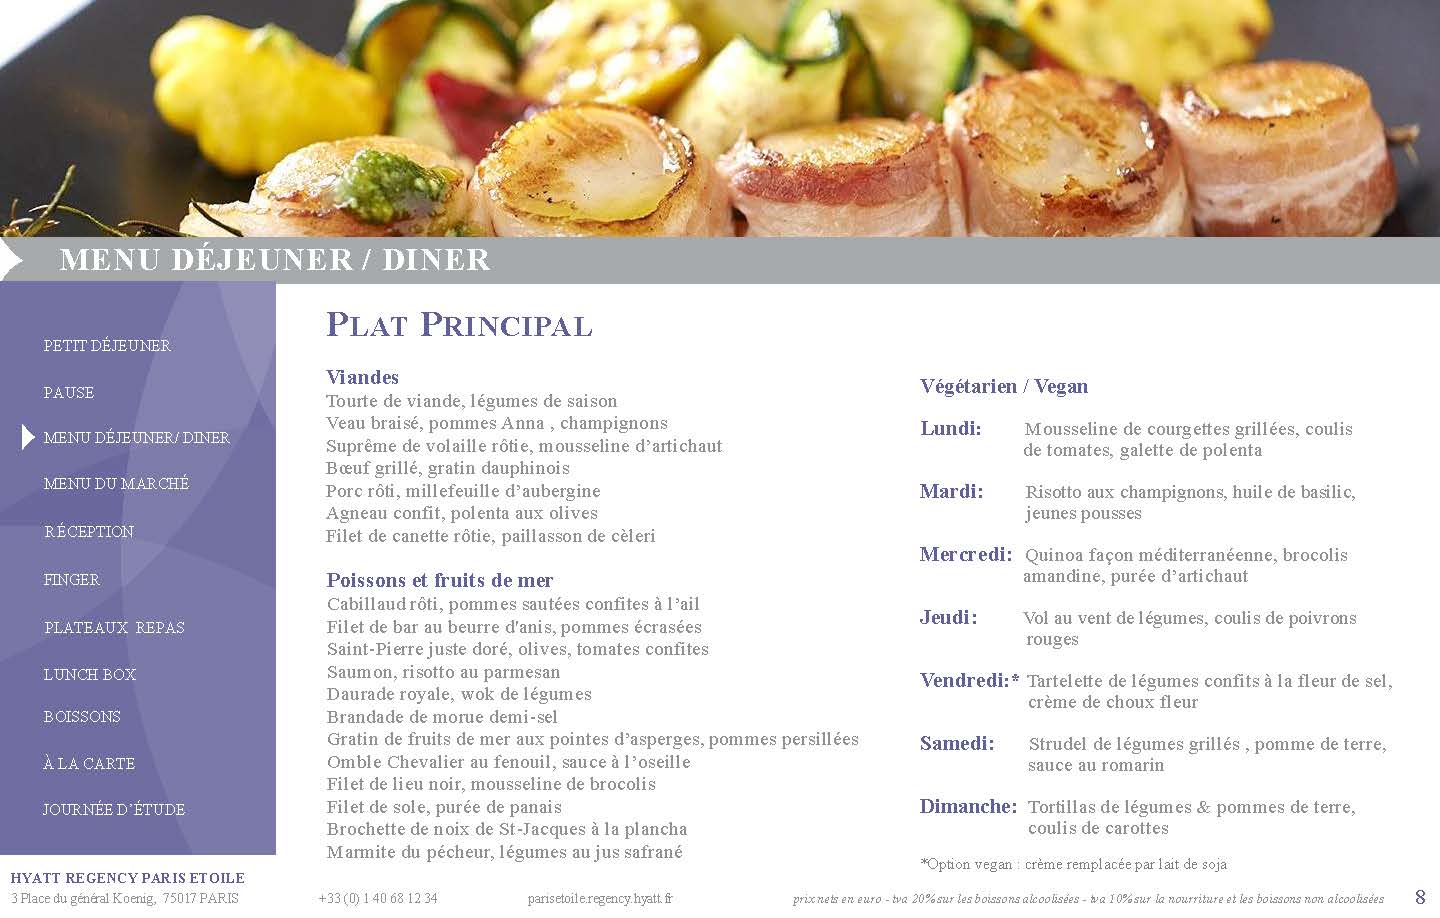 MENU DÉJEUNER / DINER
PETIT DÉJEUNER
PAUSE
MENU DÉJEUNER/ DINER
MENU DU MARCHÉ
RÉCEPTION
FINGER
PLATEAUX REPAS
LUNCH BOX
BOISSONS
À LA CARTE
JOURNÉE D’ÉTUDE
PLAT PRINCIPAL
Viandes
Tourte de viande, légumes de saison
Veau braisé, pommes Anna , champignons
Suprême de volaille rôtie, mousseline d’artichaut
Bœuf grillé, gratin dauphinois
Porc rôti, millefeuille d’aubergine
Agneau confit, polenta aux olives
Filet de canette rôtie, paillasson de cèleri
Poissons et fruits de mer
Cabillaud rôti, pommes sautées confites à l’ail
Filet de bar au beurre d'anis, pommes écrasées
Saint-Pierre juste doré, olives, tomates confites
Saumon, risotto au parmesan
Daurade royale, wok de légumes
Brandade de morue demi-sel
Gratin de fruits de mer aux pointes d’asperges, pommes persillées
Omble Chevalier au fenouil, sauce à l’oseille
Filet de lieu noir, mousseline de brocolis
Filet de sole, purée de panais
Brochette de noix de St-Jacques à la plancha
Marmite du pécheur, légumes au jus safrané
Végétarien / Vegan
Lundi: Mousseline de courgettes grillées, coulis
de tomates, galette de polenta
Mardi: Risotto aux champignons, huile de basilic,
jeunes pousses
Mercredi: Quinoa façon méditerranéenne, brocolis
amandine, purée d’artichaut
Jeudi: Vol au vent de légumes, coulis de poivrons
rouges
Vendredi:* Tartelette de légumes confits à la fleur de sel,
crème de choux fleur
Samedi: Strudel de légumes grillés , pomme de terre,
sauce au romarin
Dimanche: Tortillas de légumes & pommes de terre,
coulis de carottes
*Option vegan : crème remplacée par lait de soja
HYATT REGENCY PARIS ETOILE
3 Place du général Koenig, 75017 PARIS +33 (0) 1 40 68 12 34 parisetoile.regency.hyatt.fr prix nets en euro - tva 20% sur les boissons alcoolisées - tva 10% sur la nourriture et les boissons non alcoolisées 8